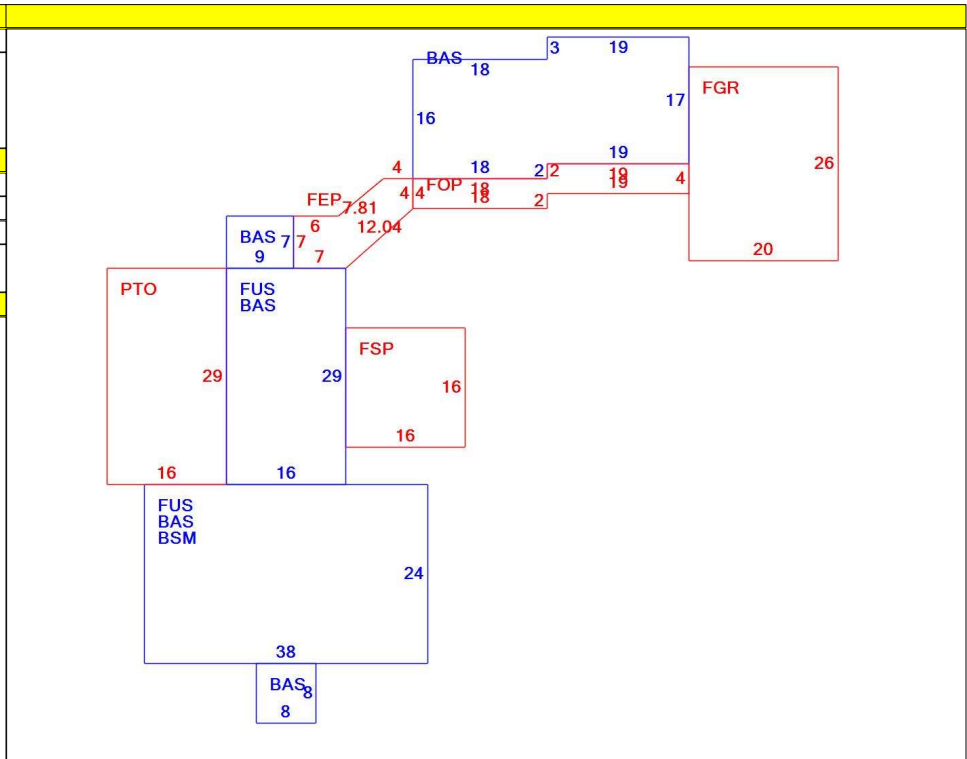 3 19
BAS
18
FGR
16 17
26
4 18 2 2 19
FOP
4 4 18 19 4
FEP 7.81 18 2 19
6 12.04
BAS 7 7
9 7
20
PTO FUS
BAS
FSP
29 29 16
16
16 16
FUS
BAS
BSM
24
38
BAS 8
8